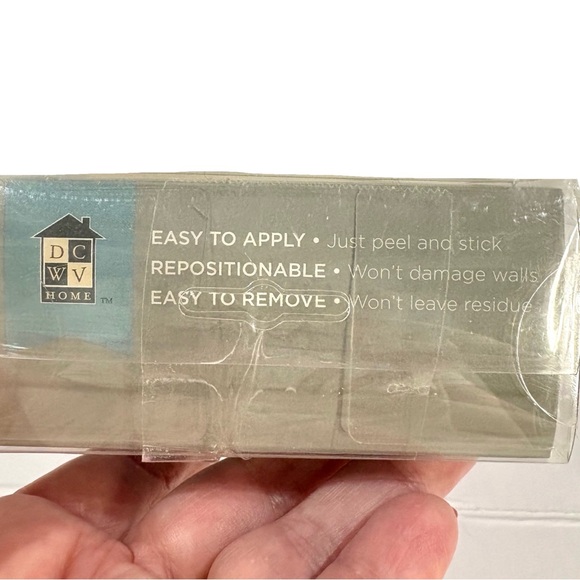 DC
WV
HOME ™
EASY TO APPLY • Just peel and stick
REPOSITIONABLE • Won't damage walls
EASY TO REMOVE • Won't leave residue